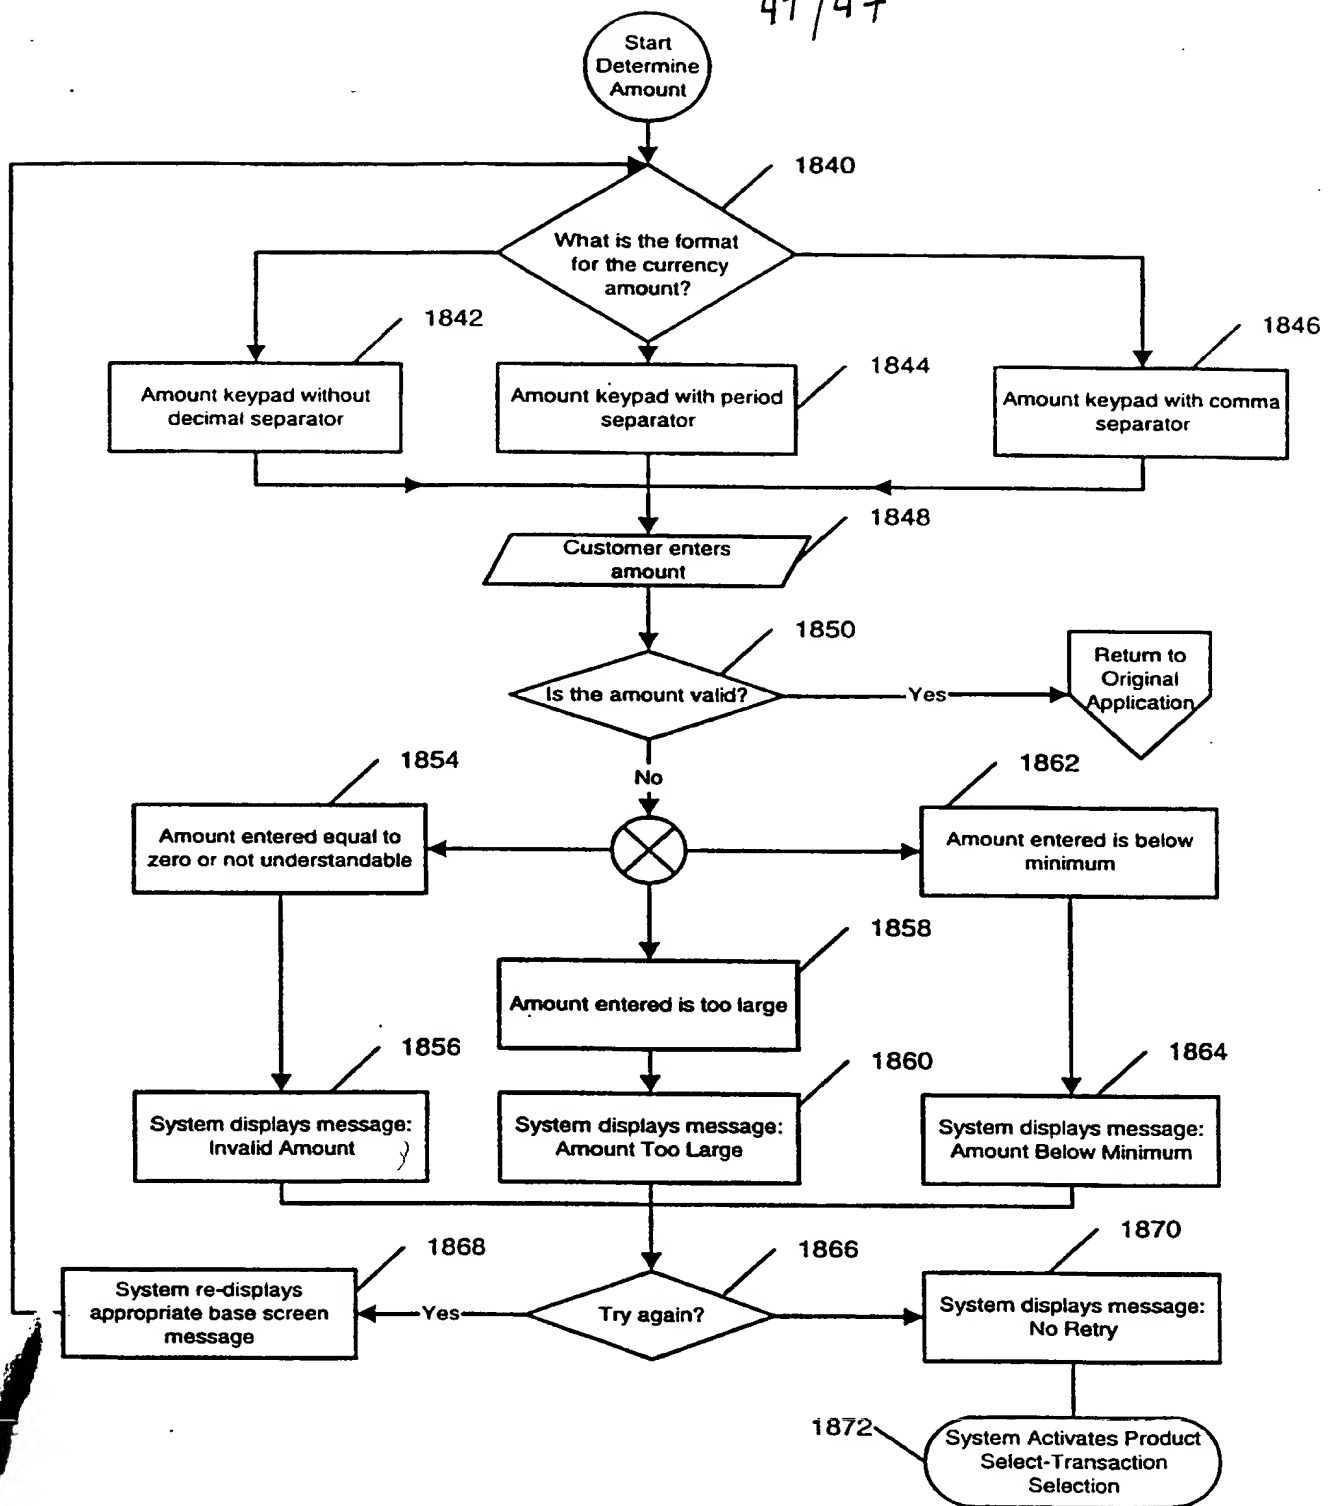 47/47
Start
Determine
Amount
1840
What is the format
for the currency
amount?
1842
1844
1846
Amount keypad without
decimal separator
Amount keypad with period
separator
Amount keypad with comma
separator
1848
Customer enters
amount
1850
Is the amount valid?
Yes
Return to
Original
Application
No
1854
1862
Amount entered equal to
zero or not understandable
Amount entered is below
minimum
1858
Amount entered is too large
1856
1860
1864
System displays message:
Invalid Amount
System displays message:
Amount Too Large
System displays message:
Amount Below Minimum
1868
1866
1870
System re-displays
appropriate base screen
message
Yes
Try again?
System displays message:
No Retry
1872
System Activates Product
Select-Transaction
Selection